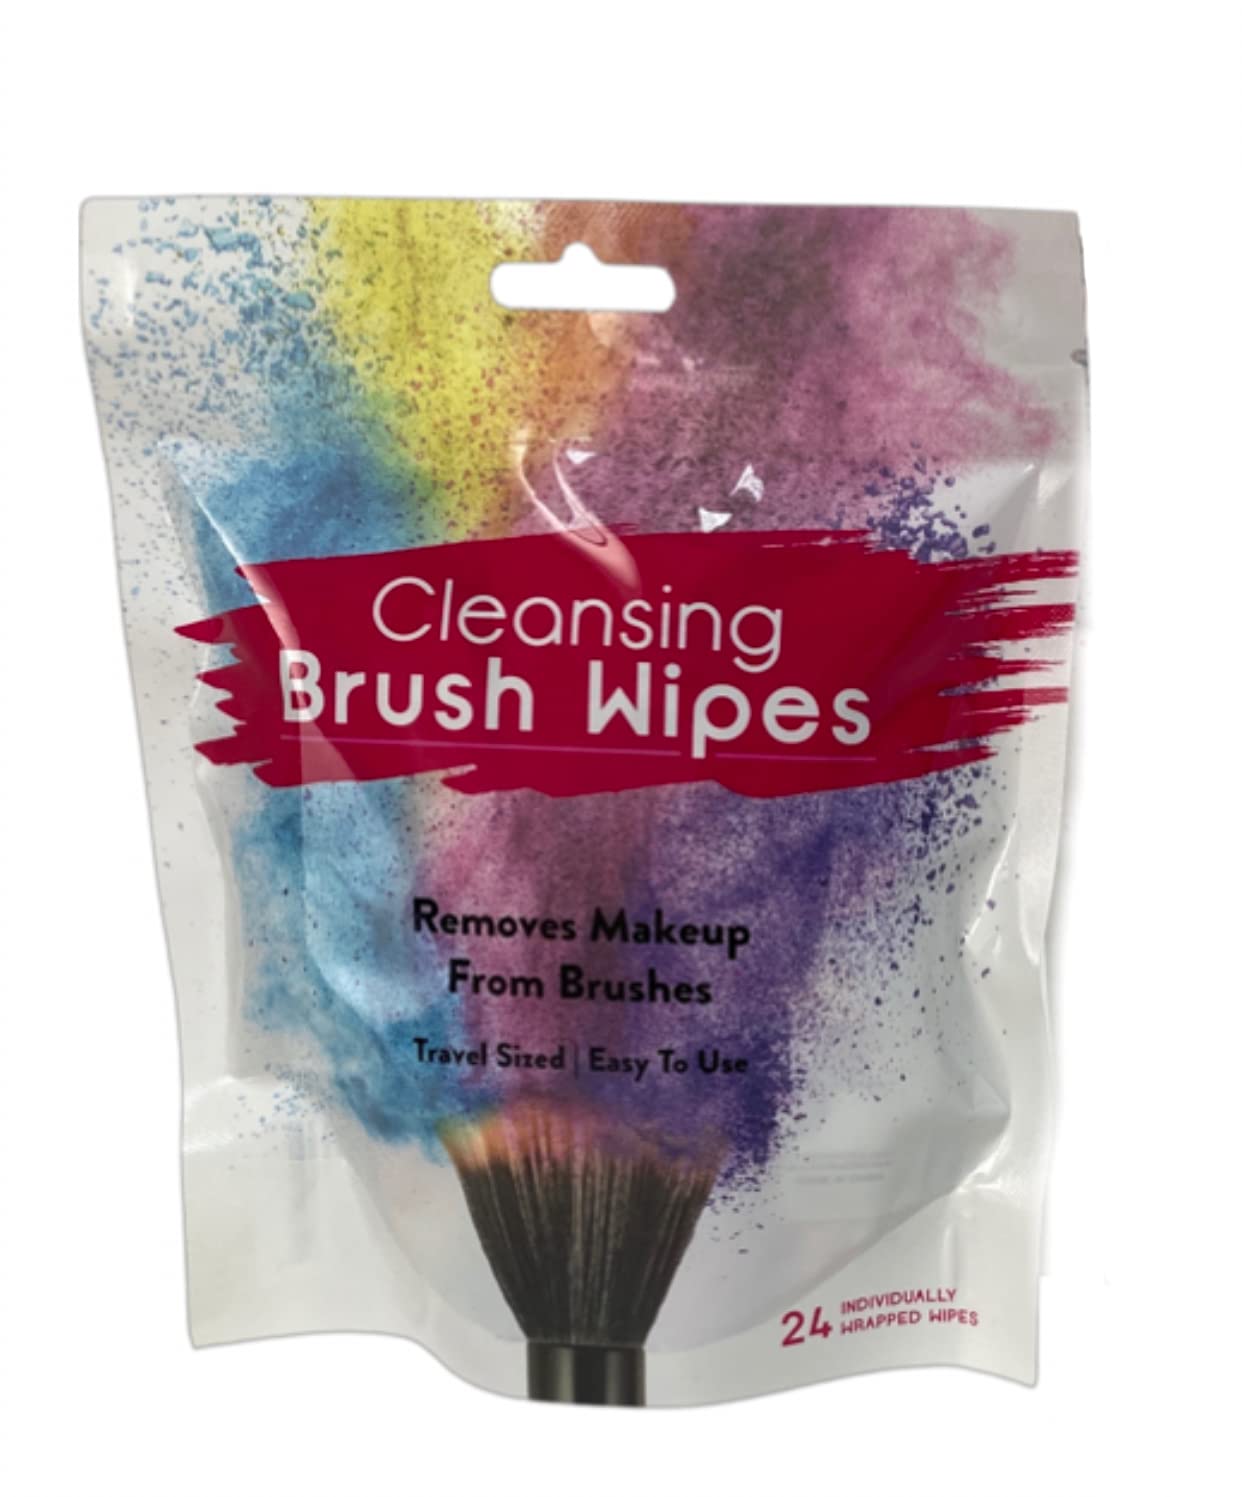 Cleansing
Brush Wipes
Removes Makeup
From Brushes
Travel Sized | Easy To Use
24 INDIVIDUALLY
WRAPPED WIPES